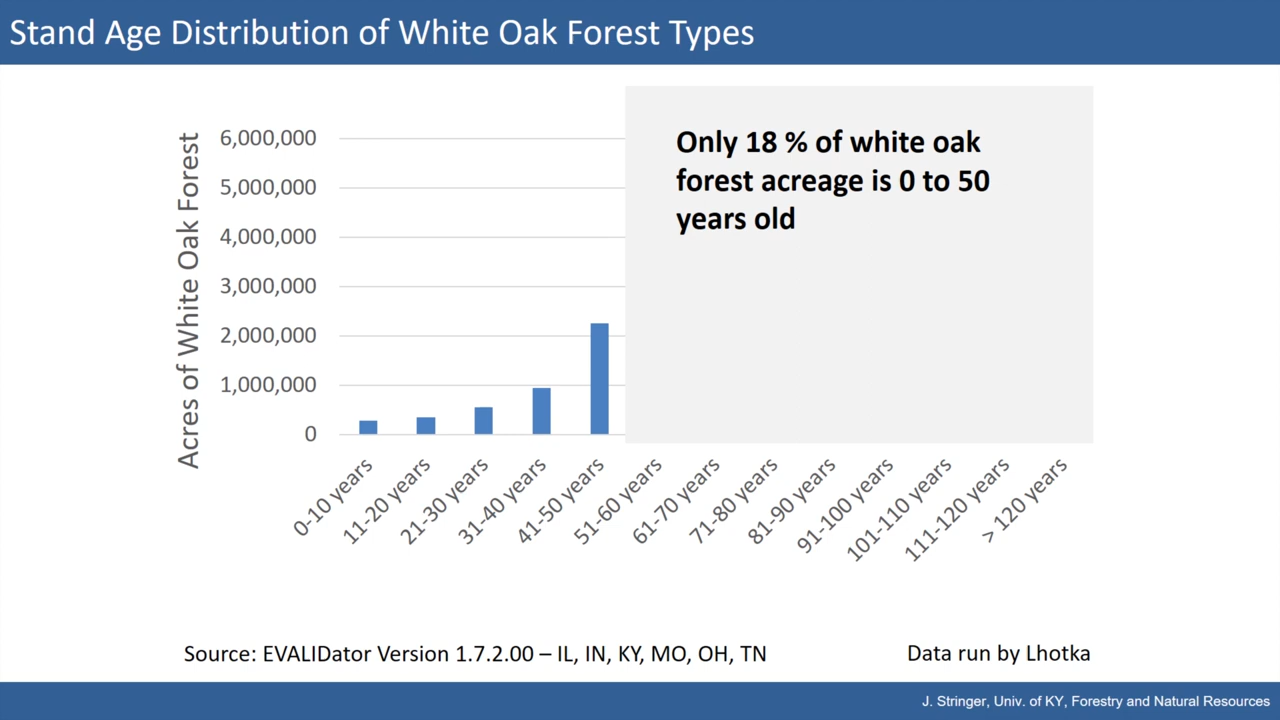 Stand Age Distribution of White Oak Forest Types
Acres of White Oak Forest
6,000,000
5,000,000
4,000,000
3,000,000
2,000,000
1,000,000
0
Only 18 % of white oak
forest acreage is 0 to 50
years old
0-10 years
11-20 years
21-30 years
31-40 years
41-50 years
51-60 years
61-70 years
71-80 years
81-90 years
91-100 years
101-110 years
111-120 years
> 120 years
Source: EVALIDator Version 1.7.2.00 – IL, IN, KY, MO, OH, TN
Data run by Lhotka
J. Stringer, Univ. of KY, Forestry and Natural Resources